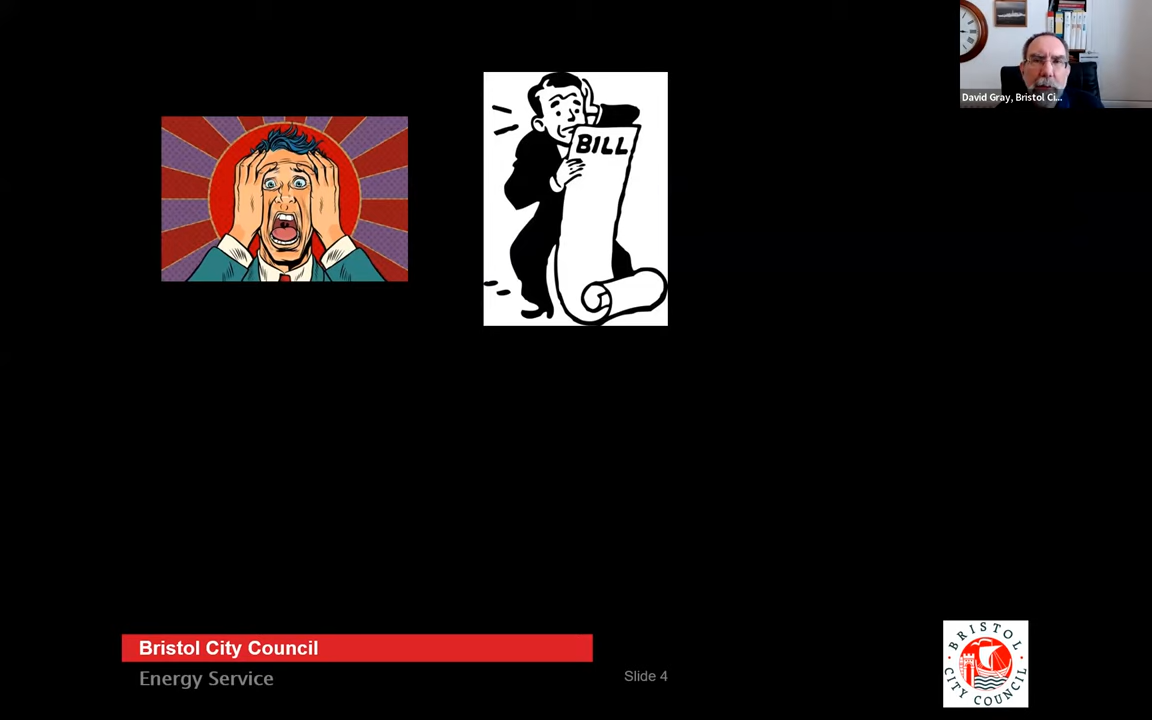 David Gray, Bristol Ci...
BILL
Bristol City Council
Energy Service
Slide 4
BRISTOL
CITY COUNCIL